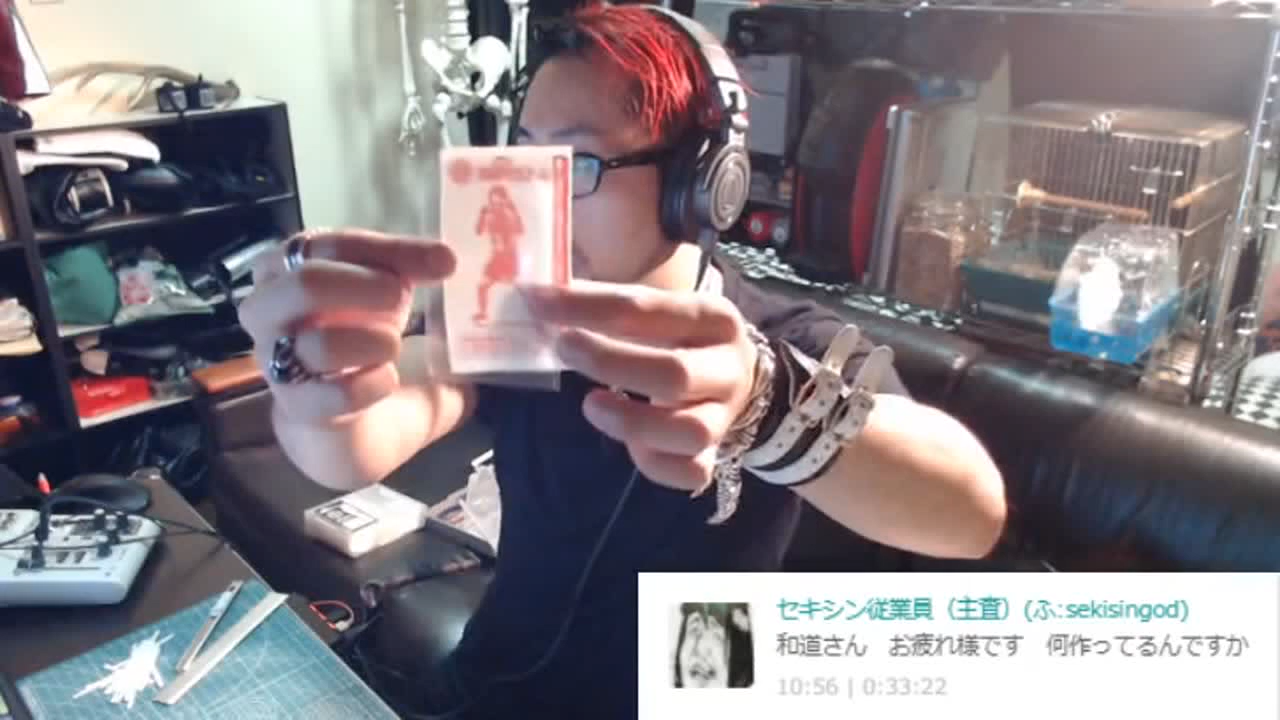 セキシン従業員（主査）(ふ:sekisingod)
和道さん　お疲れ様です　何作ってるんですか
10:56 | 0:33:22